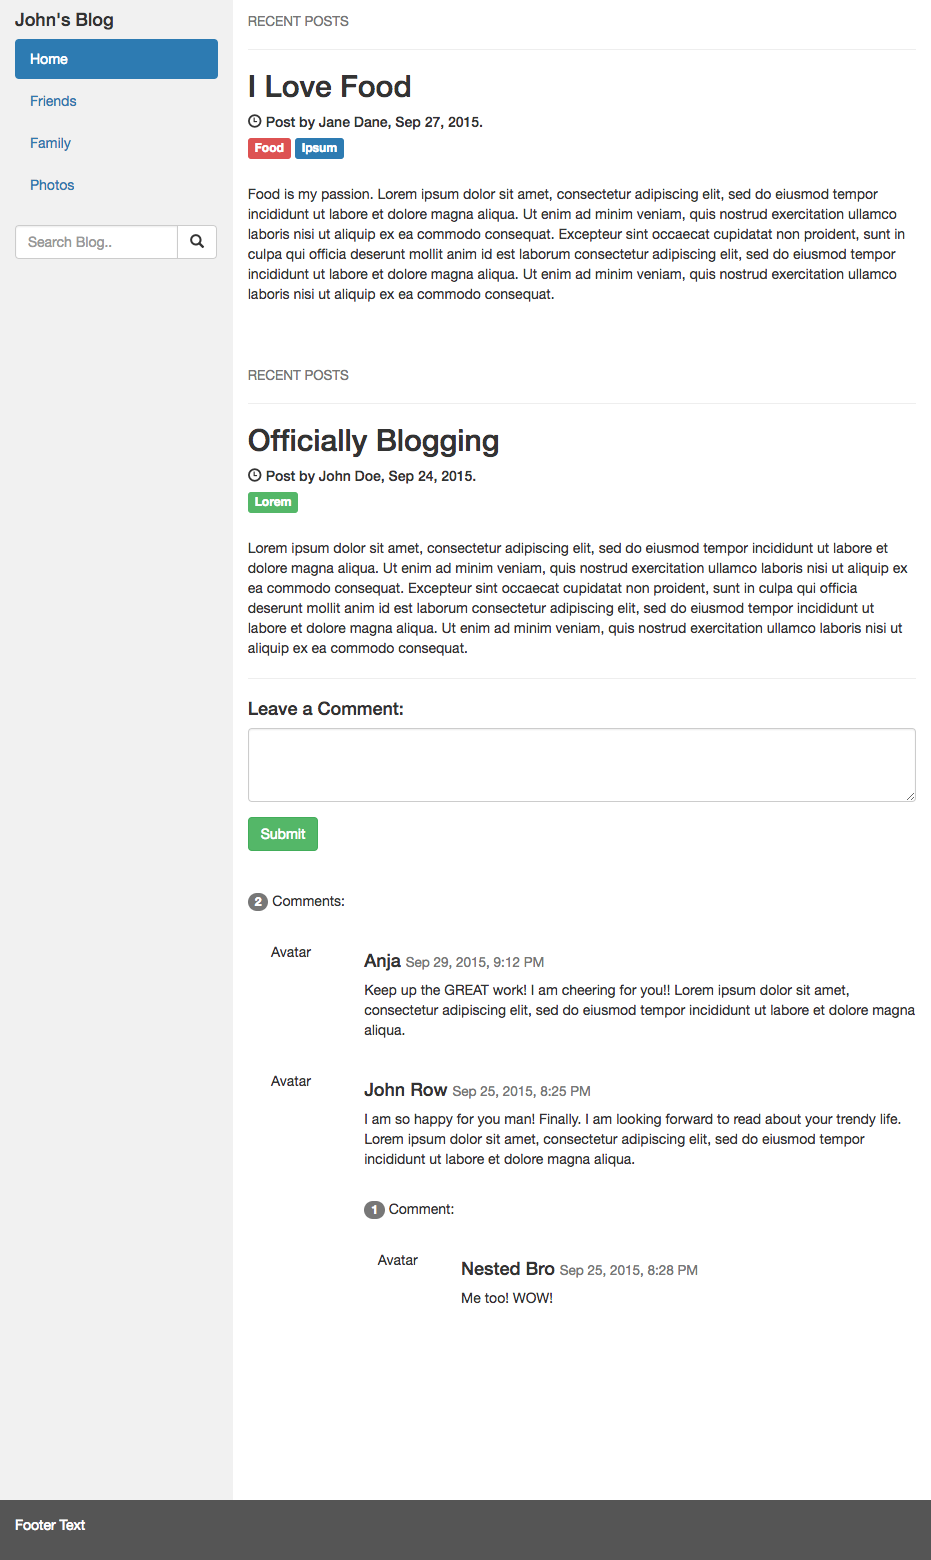 John's Blog
Home
Friends
Family
Photos
Search Blog..
RECENT POSTS
I Love Food
Post by Jane Dane, Sep 27, 2015.
Food Ipsum
Food is my passion. Lorem ipsum dolor sit amet, consectetur adipiscing elit, sed do eiusmod tempor
incididunt ut labore et dolore magna aliqua. Ut enim ad minim veniam, quis nostrud exercitation ullamco
laboris nisi ut aliquip ex ea commodo consequat. Excepteur sint occaecat cupidatat non proident, sunt in
culpa qui officia deserunt mollit anim id est laborum consectetur adipiscing elit, sed do eiusmod tempor
incididunt ut labore et dolore magna aliqua. Ut enim ad minim veniam, quis nostrud exercitation ullamco
laboris nisi ut aliquip ex ea commodo consequat.
RECENT POSTS
Officially Blogging
Post by John Doe, Sep 24, 2015.
Lorem
Lorem ipsum dolor sit amet, consectetur adipiscing elit, sed do eiusmod tempor incididunt ut labore et
dolore magna aliqua. Ut enim ad minim veniam, quis nostrud exercitation ullamco laboris nisi ut aliquip ex
ea commodo consequat. Excepteur sint occaecat cupidatat non proident, sunt in culpa qui officia
deserunt mollit anim id est laborum consectetur adipiscing elit, sed do eiusmod tempor incididunt ut
labore et dolore magna aliqua. Ut enim ad minim veniam, quis nostrud exercitation ullamco laboris nisi ut
aliquip ex ea commodo consequat.
Leave a Comment:
Submit
2 Comments:
Avatar
Anja Sep 29, 2015, 9:12 PM
Keep up the GREAT work! I am cheering for you!! Lorem ipsum dolor sit amet,
consectetur adipiscing elit, sed do eiusmod tempor incididunt ut labore et dolore magna
aliqua.
Avatar
John Row Sep 25, 2015, 8:25 PM
I am so happy for you man! Finally. I am looking forward to read about your trendy life.
Lorem ipsum dolor sit amet, consectetur adipiscing elit, sed do eiusmod tempor
incididunt ut labore et dolore magna aliqua.
1 Comment:
Avatar
Nested Bro Sep 25, 2015, 8:28 PM
Me too! WOW!
Footer Text